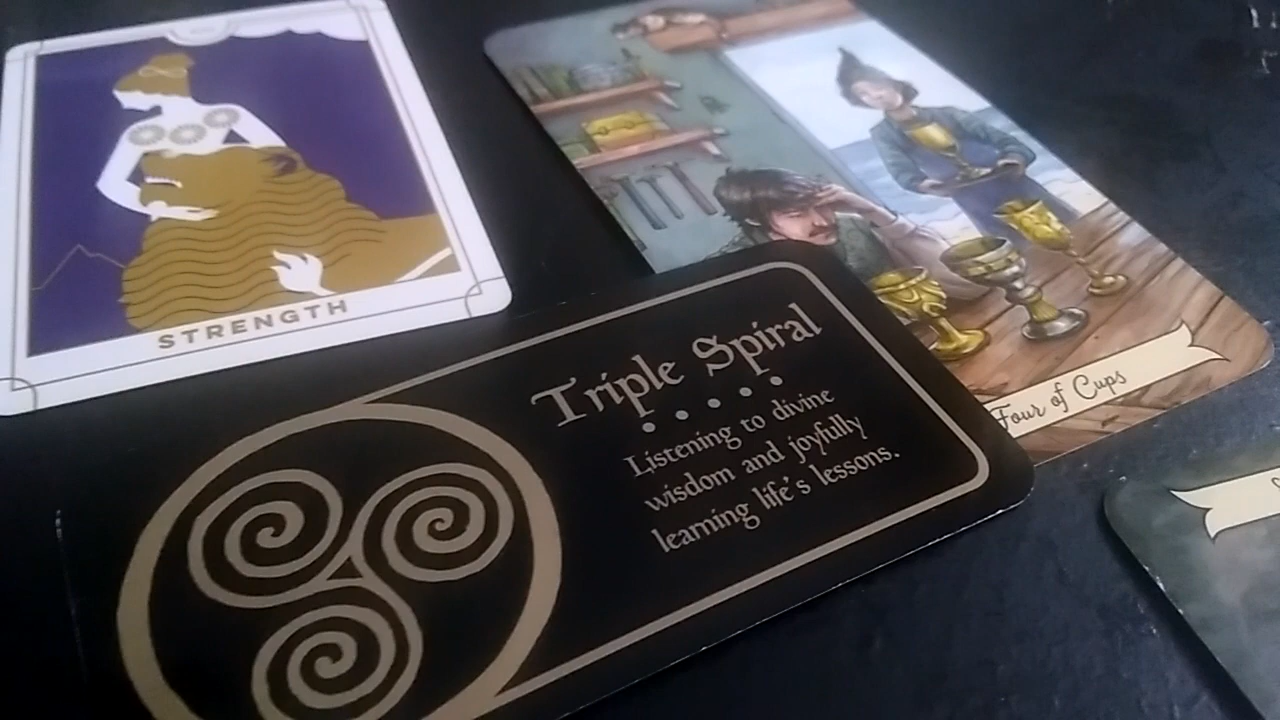 STRENGTH
Four of Cups
Triple Spiral
Listening to divine
wisdom and joyfully
learning life's lessons.